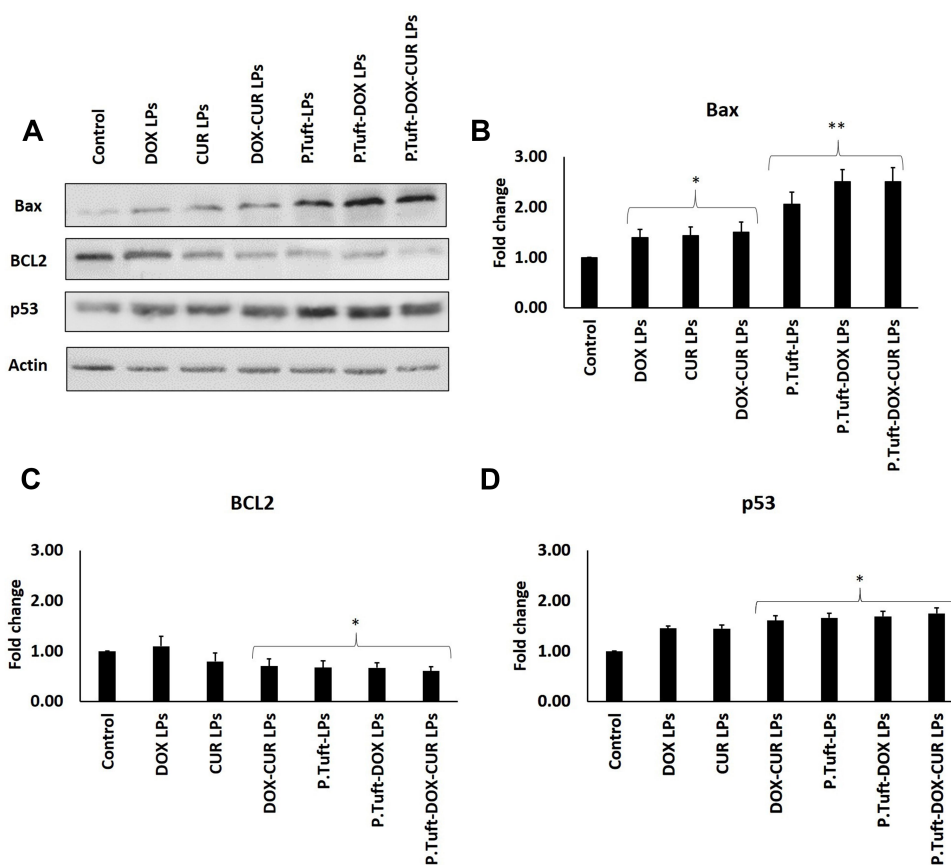 A
Control
DOX LPs
CUR LPs
DOX-CUR LPs
P.Tuft-LPs
P.Tuft-DOX LPs
P.Tuft-DOX-CUR LPs
Bax
BCL2
p53
Actin
B
Bax
**
*
3.00
2.00
1.00
0.00
Fold change
Control
DOX LPs
CUR LPs
DOX-CUR LPs
P.Tuft-LPs
P.Tuft-DOX LPs
P.Tuft-DOX-CUR LPs
C
BCL2
*
3.00
2.00
1.00
0.00
Fold change
Control
DOX LPs
CUR LPs
DOX-CUR LPs
P.Tuft-LPs
P.Tuft-DOX LPs
P.Tuft-DOX-CUR LPs
D
p53
*
3.00
2.00
1.00
0.00
Fold change
Control
DOX LPs
CUR LPs
DOX-CUR LPs
P.Tuft-LPs
P.Tuft-DOX LPs
P.Tuft-DOX-CUR LPs